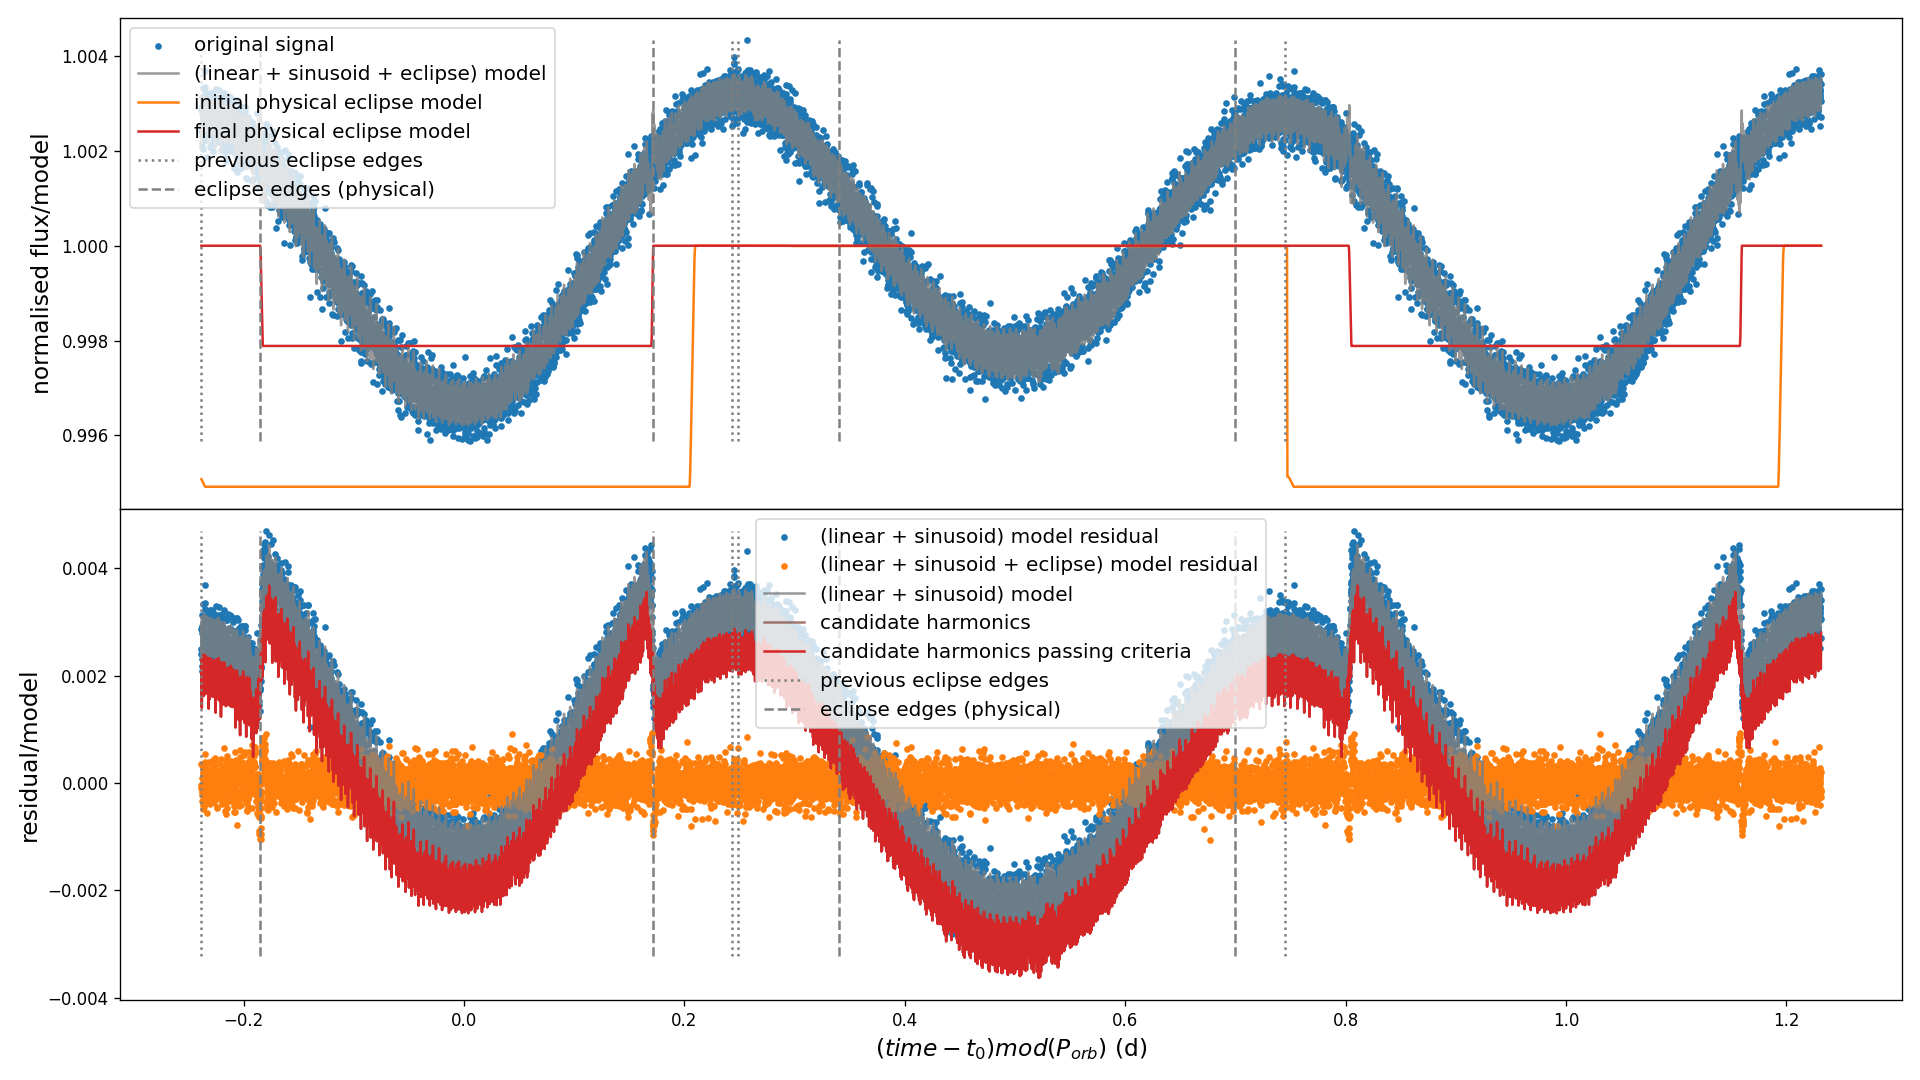 1.004
1.002
1.000
0.998
0.996
normalised flux/model
original signal
(linear + sinusoid + eclipse) model
initial physical eclipse model
final physical eclipse model
previous eclipse edges
eclipse edges (physical)
0.004
0.002
0.000
−0.002
−0.004
residual/model
(linear + sinusoid) model residual
(linear + sinusoid + eclipse) model residual
(linear + sinusoid) model
candidate harmonics
candidate harmonics passing criteria
previous eclipse edges
eclipse edges (physical)
−0.2 0.0 0.2 0.4 0.6 0.8 1.0 1.2
(time − t₀)mod(P_orb) (d)